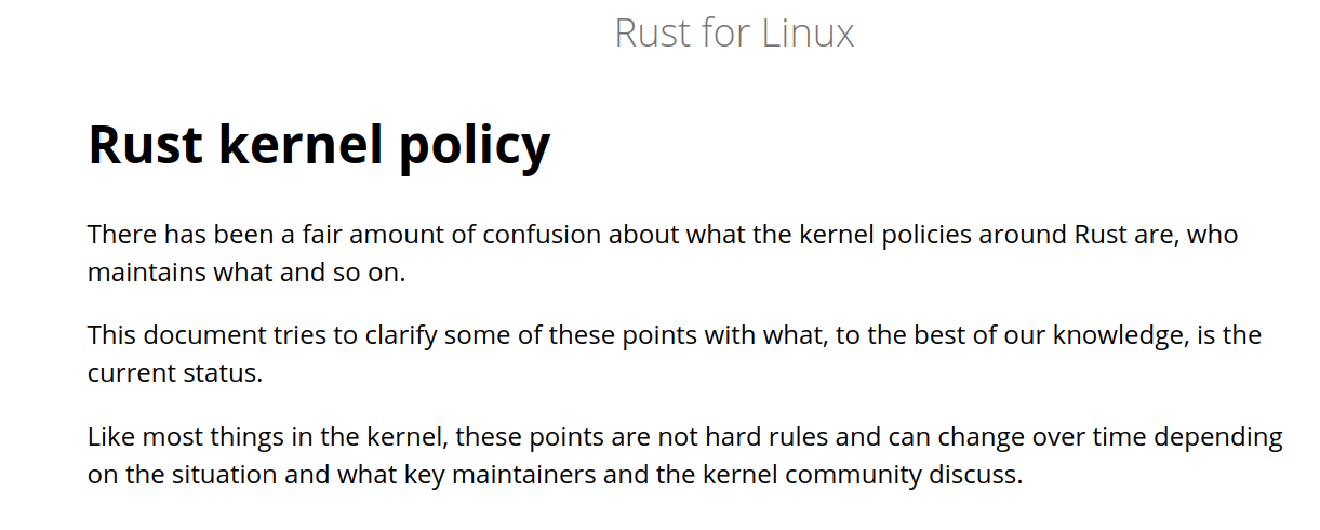 Rust for Linux
Rust kernel policy
There has been a fair amount of confusion about what the kernel policies around Rust are, who
maintains what and so on.
This document tries to clarify some of these points with what, to the best of our knowledge, is the
current status.
Like most things in the kernel, these points are not hard rules and can change over time depending
on the situation and what key maintainers and the kernel community discuss.